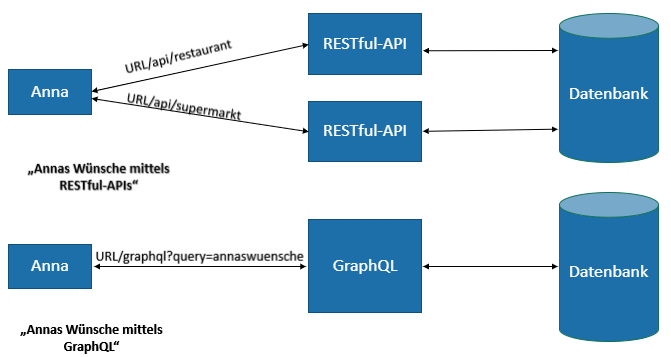 URL/api/restaurant
RESTful-API
Anna
Datenbank
URL/api/supermarkt
RESTful-API
„Annas Wünsche mittels
RESTful-APIs“
URL/graphql?query=annaswuensche
Anna
GraphQL
Datenbank
„Annas Wünsche mittels
GraphQL“